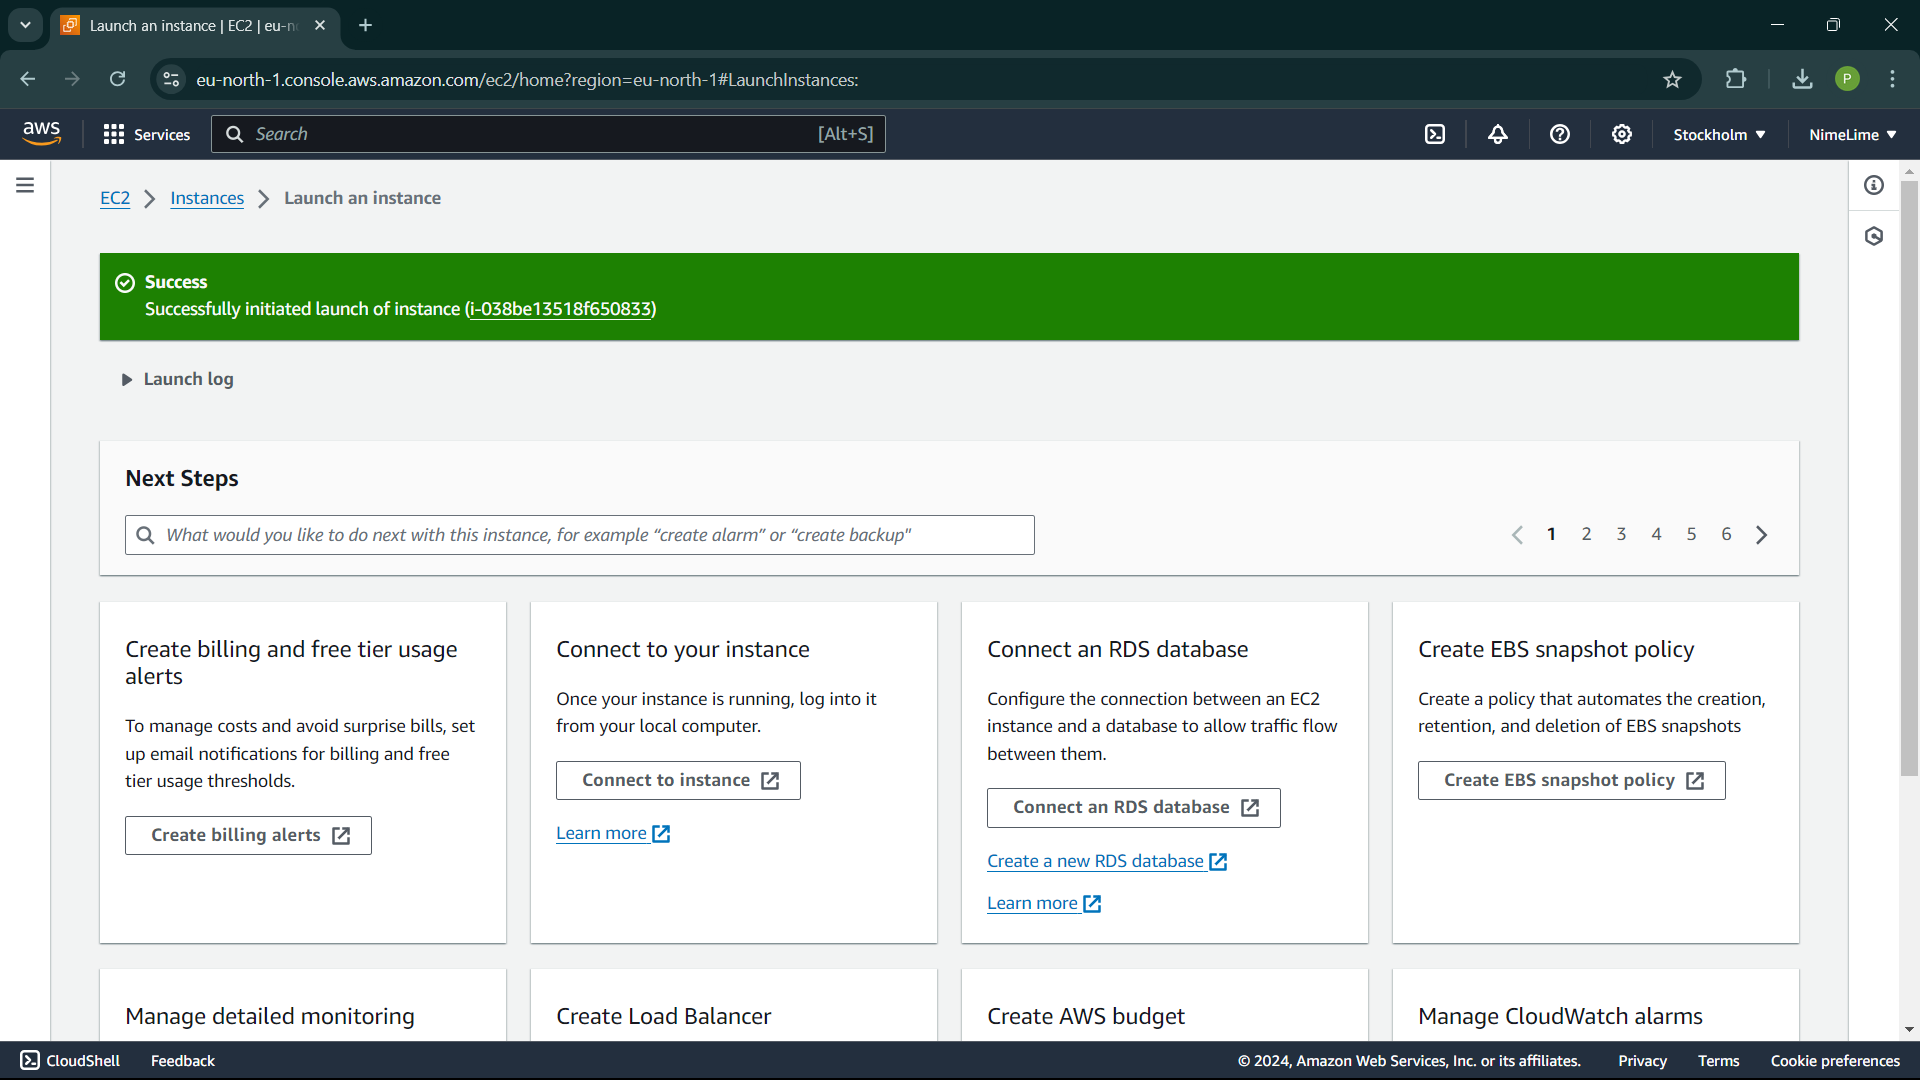 Launch an instance | EC2 | eu-n
eu-north-1.console.aws.amazon.com/ec2/home?region=eu-north-1#LaunchInstances:
P
aws
Services
Search
[Alt+S]
Stockholm
NimeLime
EC2
Instances
Launch an instance
Success
Successfully initiated launch of instance (i-038be13518f650833)
Launch log
Next Steps
What would you like to do next with this instance, for example “create alarm” or “create backup"
1 2 3 4 5 6
Create billing and free tier usage
alerts
To manage costs and avoid surprise bills, set
up email notifications for billing and free
tier usage thresholds.
Create billing alerts
Connect to your instance
Once your instance is running, log into it
from your local computer.
Connect to instance
Learn more
Connect an RDS database
Configure the connection between an EC2
instance and a database to allow traffic flow
between them.
Connect an RDS database
Create a new RDS database
Learn more
Create EBS snapshot policy
Create a policy that automates the creation,
retention, and deletion of EBS snapshots
Create EBS snapshot policy
Manage detailed monitoring
Create Load Balancer
Create AWS budget
Manage CloudWatch alarms
CloudShell
Feedback
© 2024, Amazon Web Services, Inc. or its affiliates.
Privacy
Terms
Cookie preferences